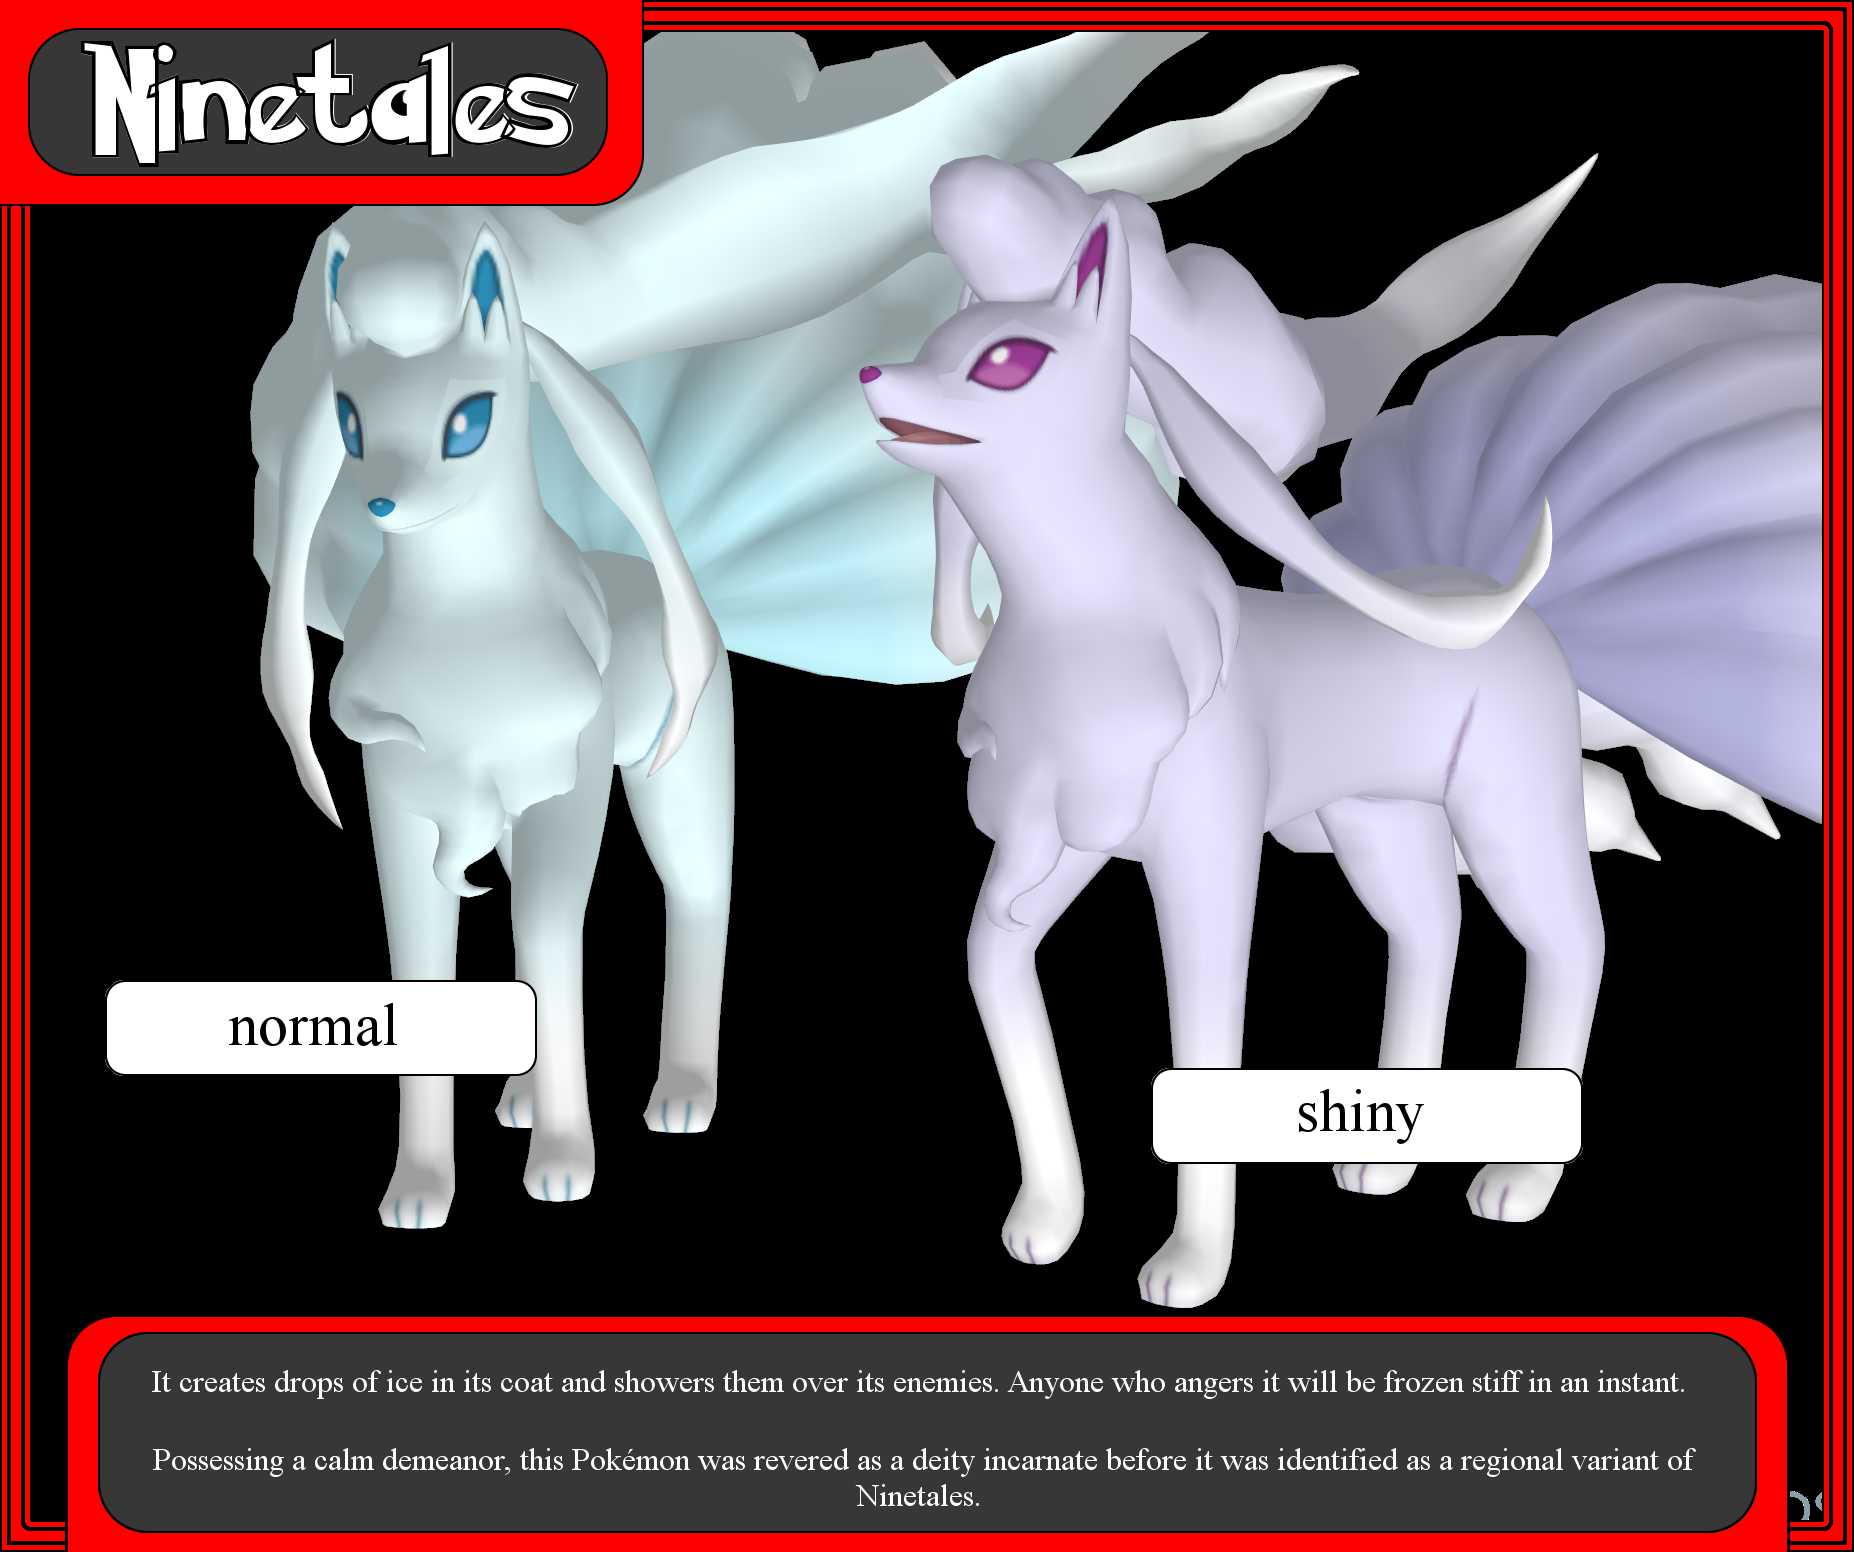 Ninetales
normal
shiny
It creates drops of ice in its coat and showers them over its enemies. Anyone who angers it will be frozen stiff in an instant.
Possessing a calm demeanor, this Pokémon was revered as a deity incarnate before it was identified as a regional variant of
Ninetales.